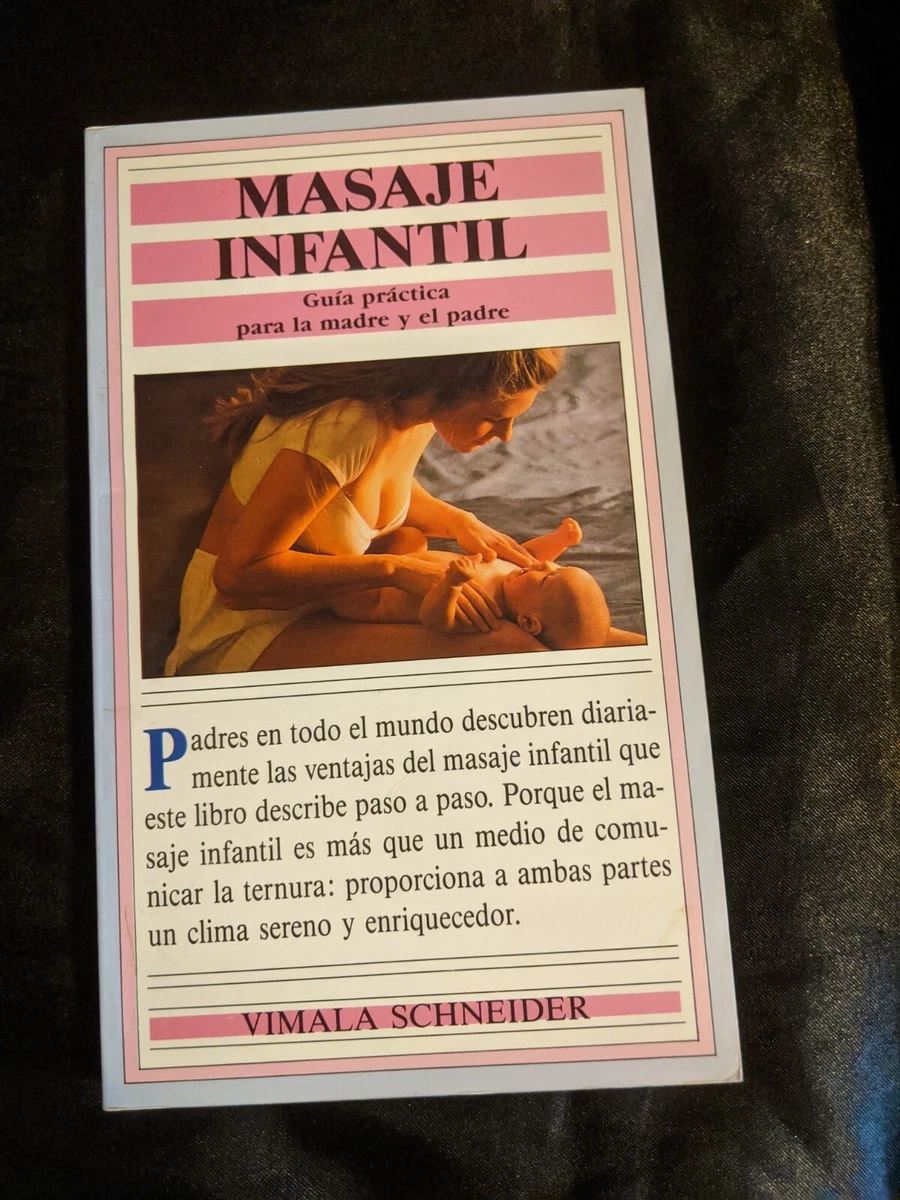 MASAJE
INFANTIL
Guía práctica
para la madre y el padre
Padres en todo el mundo descubren diaria-
mente las ventajas del masaje infantil que
este libro describe paso a paso. Porque el ma-
saje infantil es más que un medio de comu-
nicar la ternura: proporciona a ambas partes
un clima sereno y enriquecedor.
VIMALA SCHNEIDER